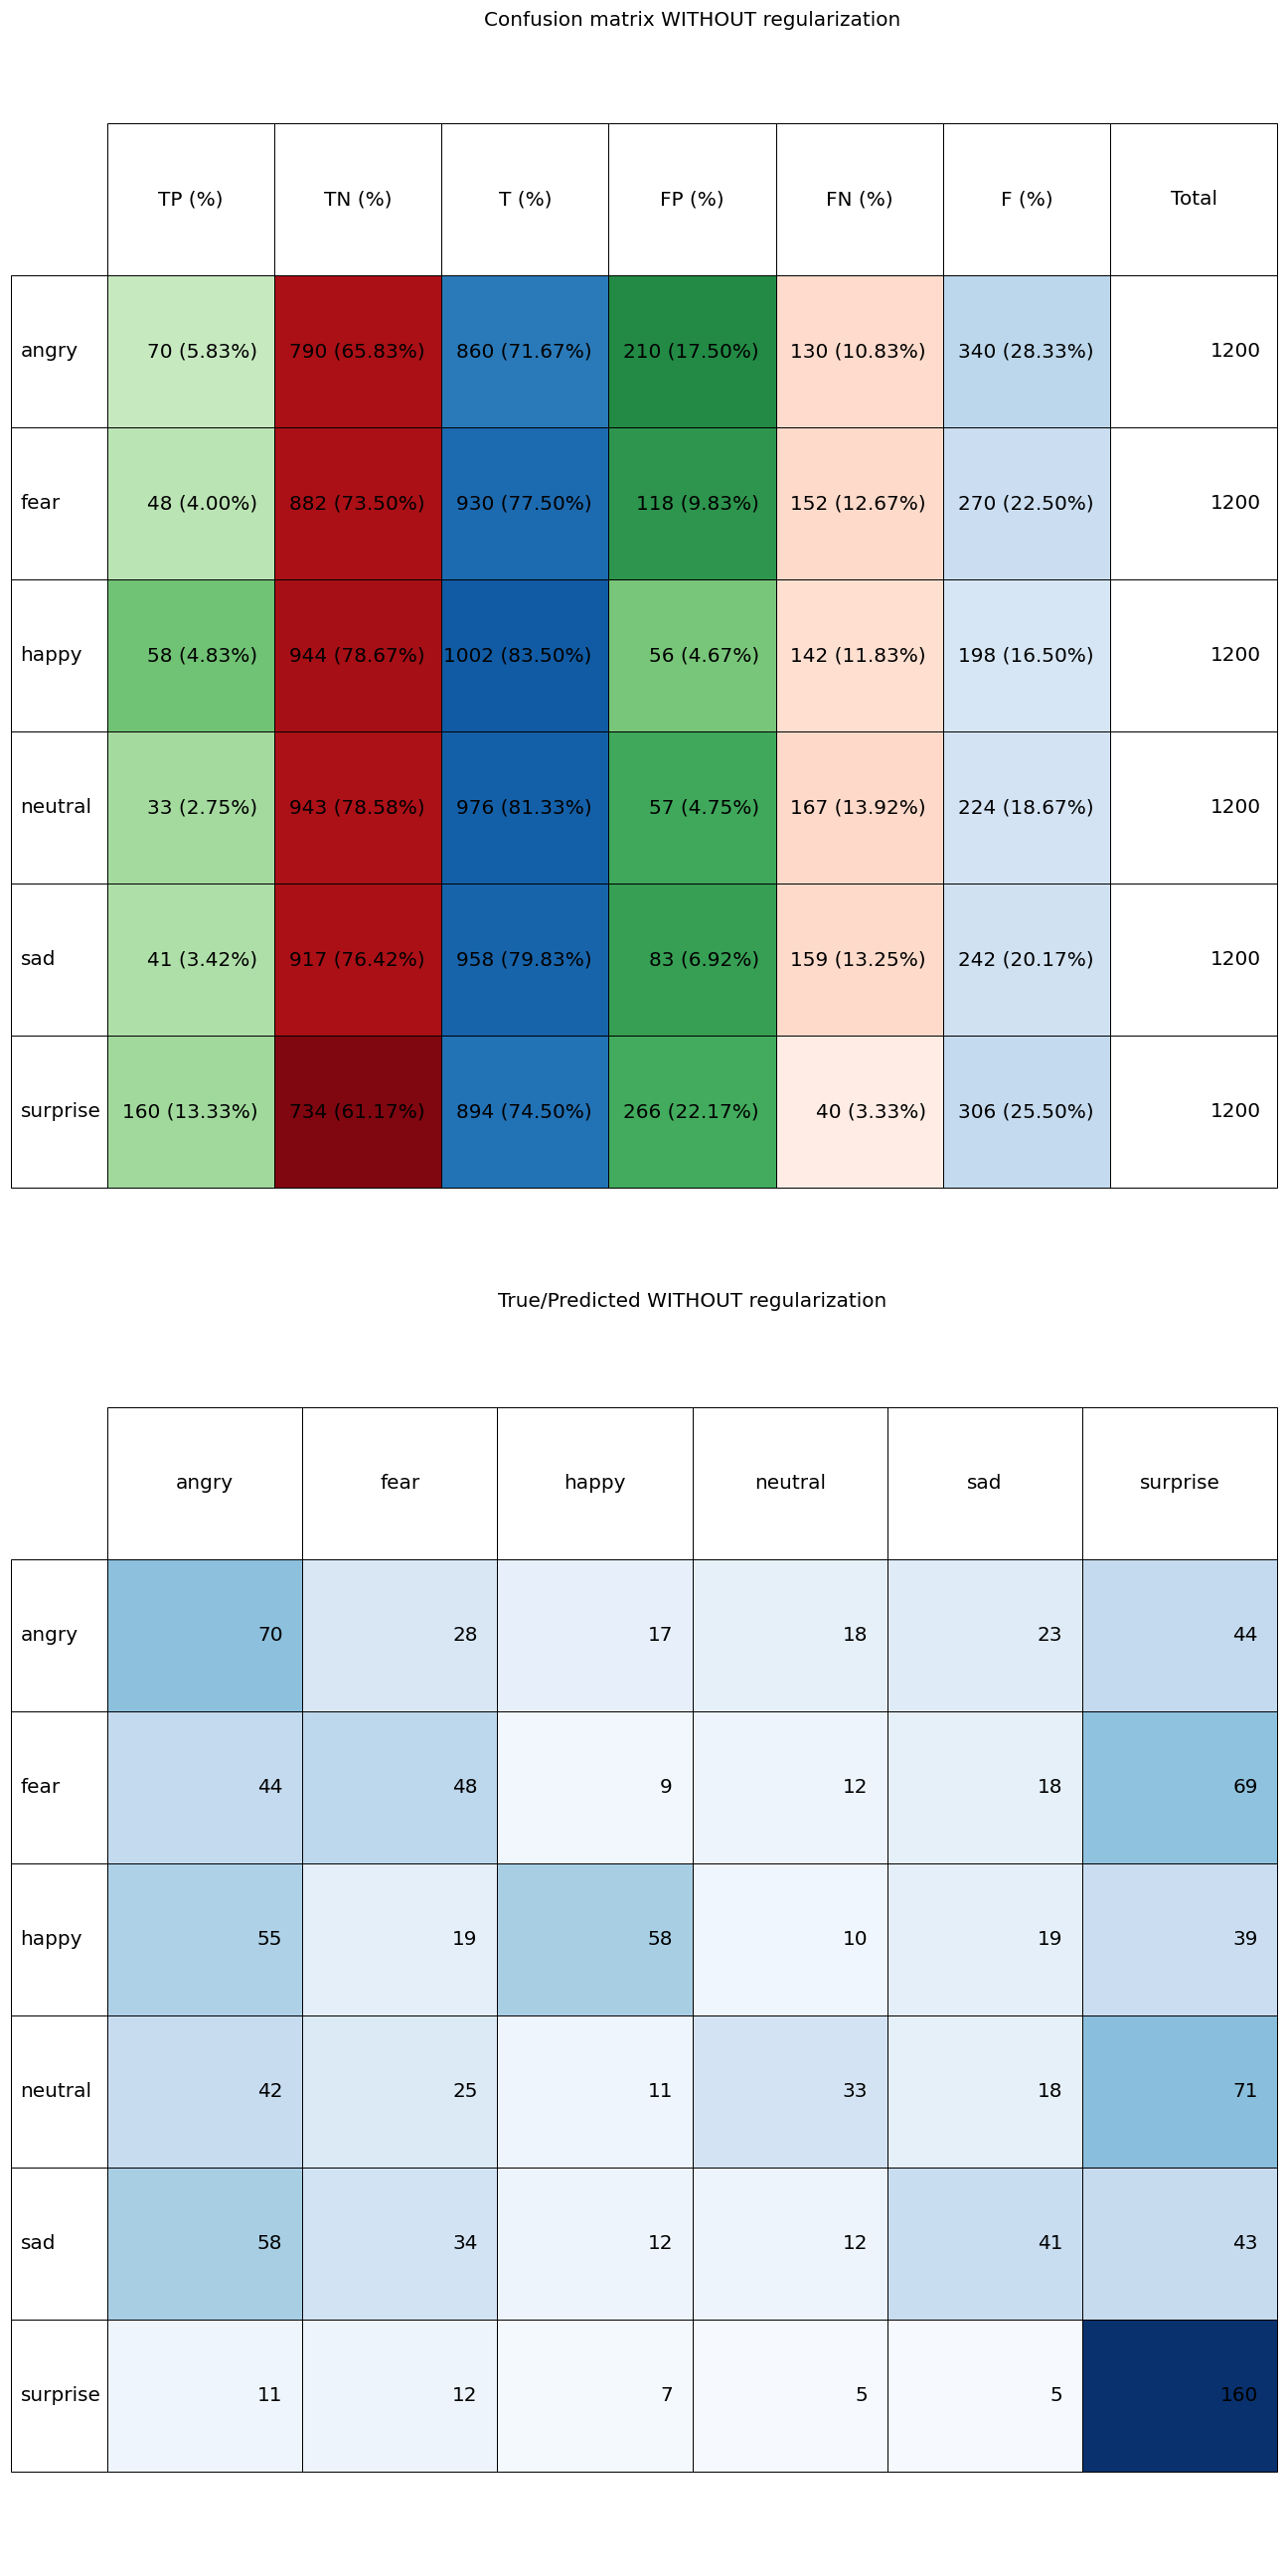 Confusion matrix WITHOUT regularization
TP (%) TN (%) T (%) FP (%) FN (%) F (%) Total
angry 70 (5.83%) 790 (65.83%) 860 (71.67%) 210 (17.50%) 130 (10.83%) 340 (28.33%) 1200
fear 48 (4.00%) 882 (73.50%) 930 (77.50%) 118 (9.83%) 152 (12.67%) 270 (22.50%) 1200
happy 58 (4.83%) 944 (78.67%) 1002 (83.50%) 56 (4.67%) 142 (11.83%) 198 (16.50%) 1200
neutral 33 (2.75%) 943 (78.58%) 976 (81.33%) 57 (4.75%) 167 (13.92%) 224 (18.67%) 1200
sad 41 (3.42%) 917 (76.42%) 958 (79.83%) 83 (6.92%) 159 (13.25%) 242 (20.17%) 1200
surprise 160 (13.33%) 734 (61.17%) 894 (74.50%) 266 (22.17%) 40 (3.33%) 306 (25.50%) 1200
True/Predicted WITHOUT regularization
angry fear happy neutral sad surprise
angry 70 28 17 18 23 44
fear 44 48 9 12 18 69
happy 55 19 58 10 19 39
neutral 42 25 11 33 18 71
sad 58 34 12 12 41 43
surprise 11 12 7 5 5 160